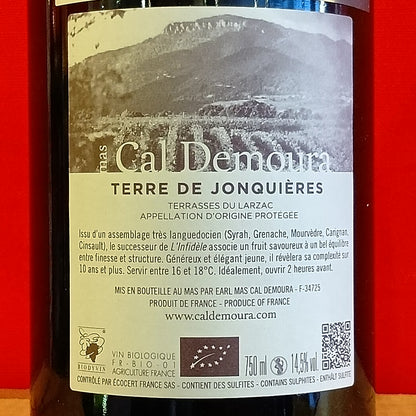 mas
Cal Demoura
TERRE DE JONQUIÈRES
TERRASSES DU LARZAC
APPELLATION D'ORIGINE PROTEGEE
Issu d'un assemblage très languedocien (Syrah, Grenache, Mourvèdre, Carignan,
Cinsault), le successeur de L'Infidèle associe un fruit savoureux à un bel équilibre
entre finesse et structure. Généreux et élégant jeune, il révèlera sa complexité sur
10 ans et plus. Servir entre 16 et 18°C. Idéalement, ouvrir 2 heures avant.
MIS EN BOUTEILLE AU MAS PAR EARL MAS CAL DEMOURA - F-34725
PRODUIT DE FRANCE - PRODUCE OF FRANCE
www.caldemoura.com
BIODYVIN
VIN BIOLOGIQUE
FR-BIO-01
AGRICULTURE FRANCE
750 ml
14,5% vol.
CONTRÔLÉ PAR ÉCOCERT FRANCE SAS - CONTIENT DES SULFITES - CONTAINS SULPHITES - ENTHÄLT SULFITE